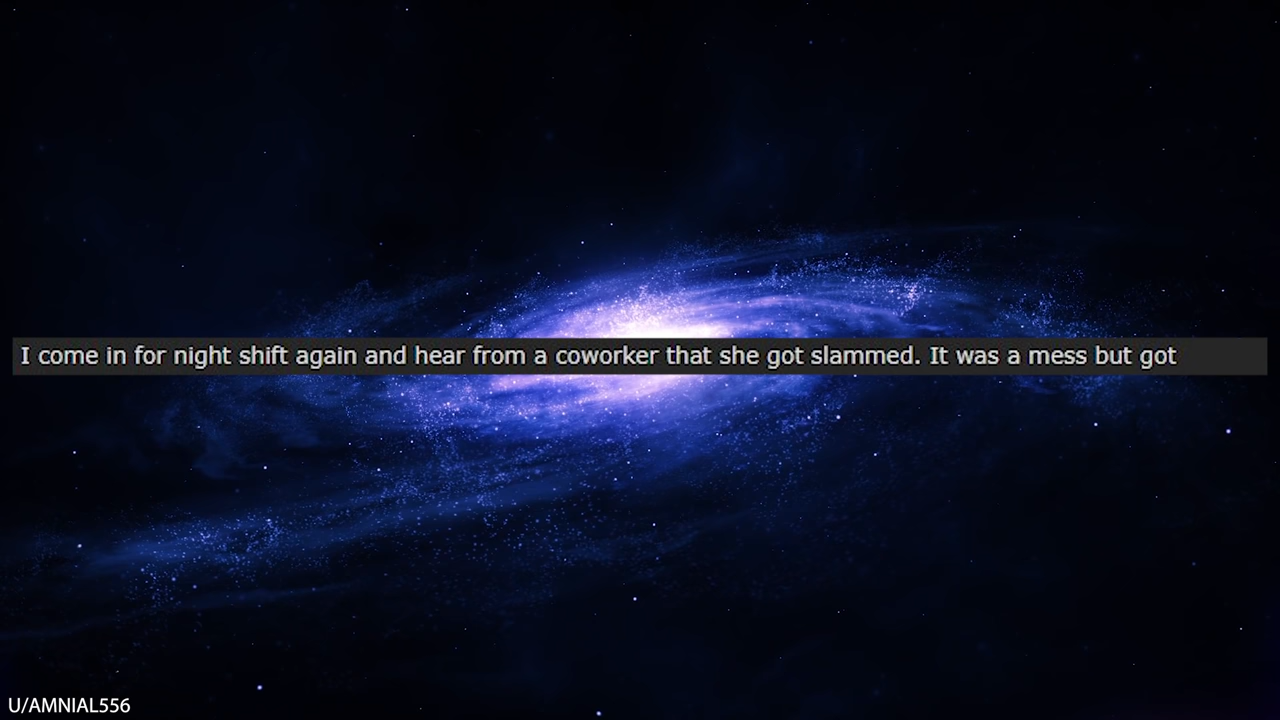 I come in for night shift again and hear from a coworker that she got slammed. It was a mess but got
U/AMNIAL556